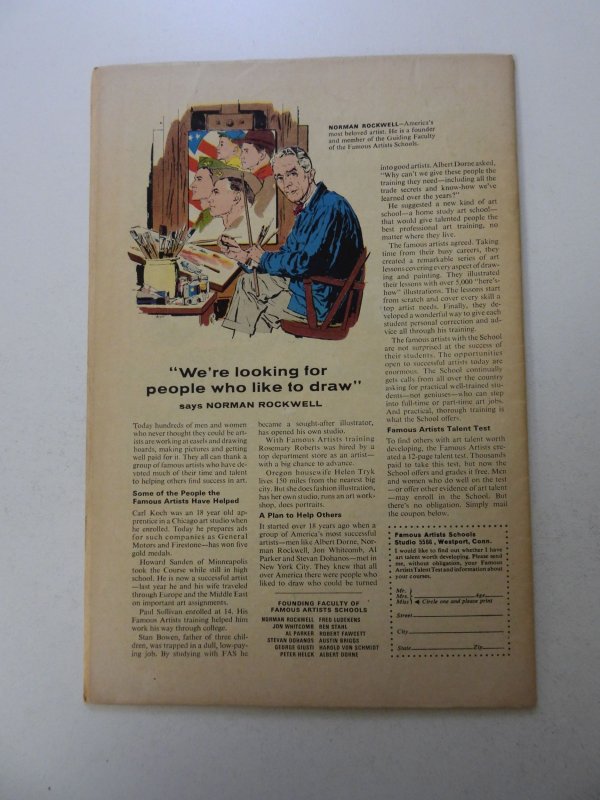 NORMAN ROCKWELL—America's
most beloved artist. He is a founder
and member of the Guiding Faculty
of the Famous Artists Schools.
"We're looking for
people who like to draw"
says NORMAN ROCKWELL
Today hundreds of men and women
who never thought they could be art-
ists are working at easels and drawing
boards, making pictures and getting
well paid for it. They all can thank a
group of famous artists who have de-
voted much of their time and talent
to helping others find success in art.
Some of the People the
Famous Artists Have Helped
Carl Koch was an 18 year old ap-
prentice in a Chicago art studio when
he enrolled. Today he prepares ads
for such companies as General
Motors and Firestone—has won five
gold medals.
Howard Sanden of Minneapolis
took the Course while still in high
school. He is now a successful artist
—last year he and his wife traveled
through Europe and the Middle East
on important art assignments.
Paul Sullivan enrolled at 14. His
Famous Artists training helped him
work his way through college.
Stan Bowen, father of three chil-
dren, was trapped in a dull, low-pay-
ing job. By studying with FAS he
became a sought-after illustrator,
has opened his own studio.
With Famous Artists training
Rosemary Roberts was hired by a
top department store as an artist—
with a big chance to advance.
Oregon housewife Helen Tryk
lives 150 miles from the nearest big
city. But she does fashion illustration,
has her own studio, runs an art work-
shop, does portraits.
A Plan to Help Others
It started over 18 years ago when a
group of America's most successful
artists—men like Albert Dorne, Nor-
man Rockwell, Jon Whitcomb, Al
Parker and Stevan Dohanos—met in
New York City. They knew that all
over America there were people who
liked to draw who could be turned
FOUNDING FACULTY OF
FAMOUS ARTISTS SCHOOLS
NORMAN ROCKWELL FRED LUDEKENS
JON WHITCOMB BEN STAHL
AL PARKER ROBERT FAWCETT
STEVAN DOHANOS AUSTIN BRIGGS
GEORGE GIUSTI HAROLD VON SCHMIDT
PETER HELCK ALBERT DORNE
into good artists. Albert Dorne asked,
"Why can't we give these people the
training they need—including all the
trade secrets and know-how we've
learned over the years?"
He suggested a new kind of art
school—a home study art school—
that would give talented people the
best professional art training, no
matter where they live.
The famous artists agreed. Taking
time from their busy careers, they
created a remarkable series of art
lessons covering every aspect of draw-
ing and painting. They illustrated
their lessons with over 5,000 "here's-
how" illustrations. The lessons start
from scratch and cover every skill a
top artist needs. Finally, they de-
veloped a wonderful way to give each
student personal correction and ad-
vice all through his training.
The famous artists with the School
are not surprised at the success of
their students. The opportunities
open to successful artists today are
enormous. The School continually
gets calls from all over the country
asking for practical well-trained stu-
dents—not geniuses—who can step
into full-time or part-time art jobs.
And practical, thorough training is
what the School offers.
Famous Artists Talent Test
To find others with art talent worth
developing, the Famous Artists cre-
ated a 12-page talent test. Thousands
paid to take this test, but now the
School offers and grades it free. Men
and women who do well on the test
—or offer other evidence of art talent
—may enroll in the School. But
there's no obligation. Simply mail
the coupon below.
Famous Artists Schools
Studio 5566, Westport, Conn.
I would like to find out whether I have
art talent worth developing. Please send
me, without obligation, your Famous
Artists Talent Test and information about
your courses.
Mr.
Mrs. Age
Miss Circle one and please print
Street
City
State Zip